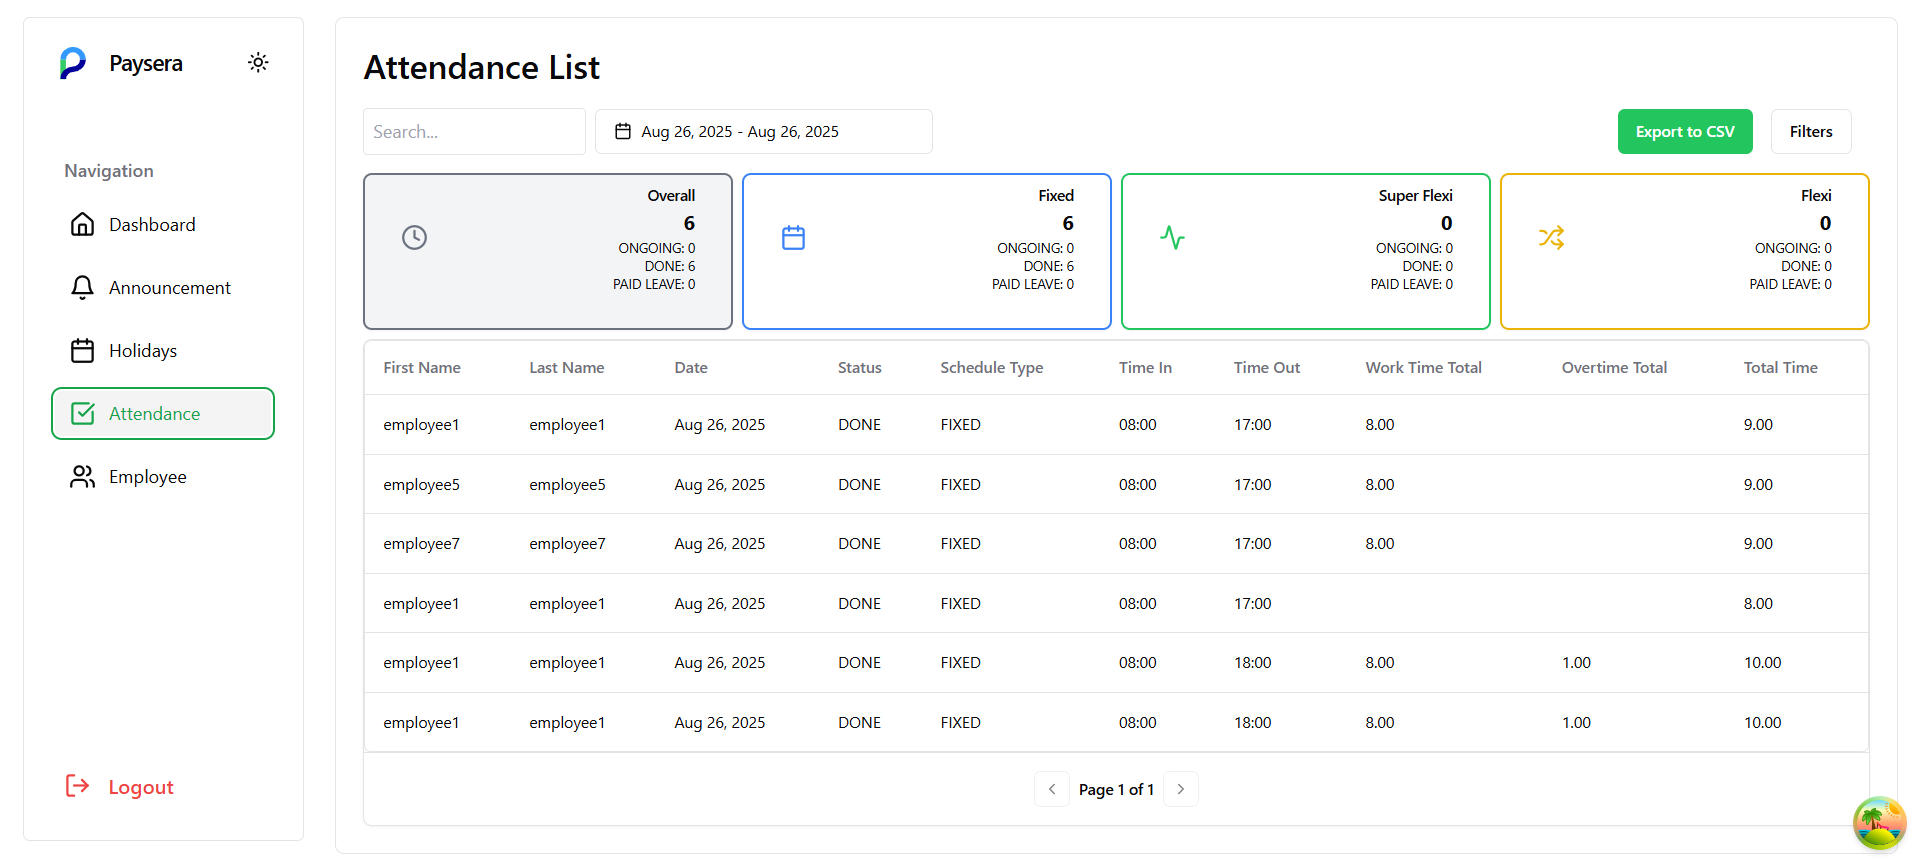 Paysera
Navigation
Dashboard
Announcement
Holidays
Attendance
Employee
Logout
Attendance List
Search...
Aug 26, 2025 - Aug 26, 2025
Export to CSV
Filters
Overall
6
ONGOING: 0
DONE: 6
PAID LEAVE: 0
Fixed
6
ONGOING: 0
DONE: 6
PAID LEAVE: 0
Super Flexi
0
ONGOING: 0
DONE: 0
PAID LEAVE: 0
Flexi
0
ONGOING: 0
DONE: 0
PAID LEAVE: 0
First Name Last Name Date Status Schedule Type Time In Time Out Work Time Total Overtime Total Total Time
employee1 employee1 Aug 26, 2025 DONE FIXED 08:00 17:00 8.00 9.00
employee5 employee5 Aug 26, 2025 DONE FIXED 08:00 17:00 8.00 9.00
employee7 employee7 Aug 26, 2025 DONE FIXED 08:00 17:00 8.00 9.00
employee1 employee1 Aug 26, 2025 DONE FIXED 08:00 17:00 8.00
employee1 employee1 Aug 26, 2025 DONE FIXED 08:00 18:00 8.00 1.00 10.00
employee1 employee1 Aug 26, 2025 DONE FIXED 08:00 18:00 8.00 1.00 10.00
Page 1 of 1